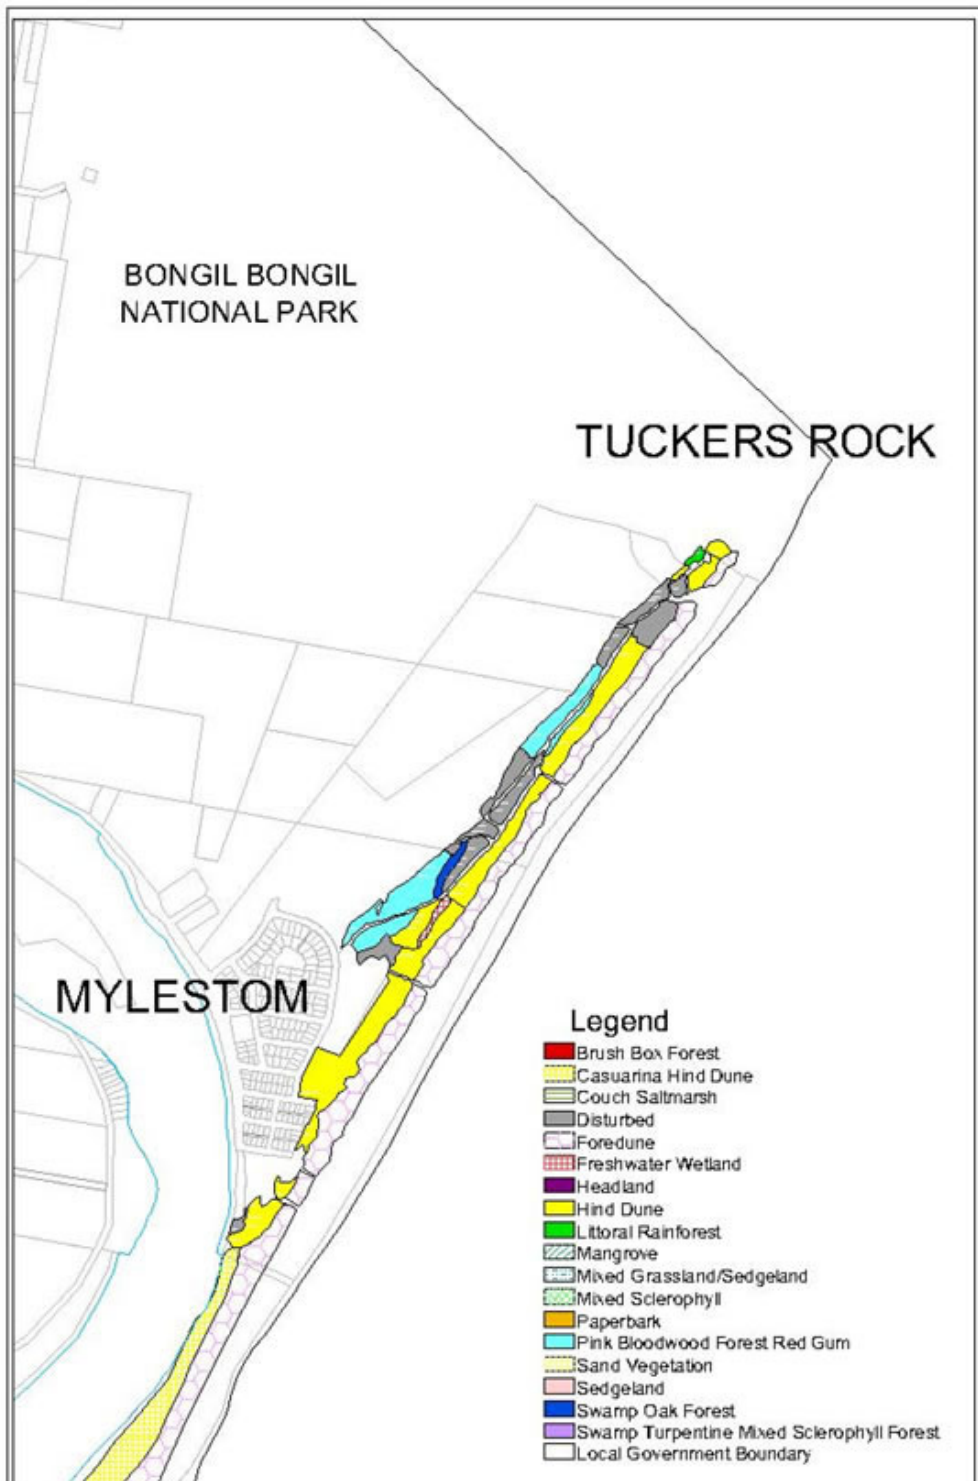 BONGIL BONGIL
NATIONAL PARK
TUCKERS ROCK
MYLESTOM
Legend
Brush Box Forest
Casuarina Hind Dune
Couch Saltmarsh
Disturbed
Foredune
Freshwater Wetland
Headland
Hind Dune
Littoral Rainforest
Mangrove
Mixed Grassland/Sedgeland
Mixed Sclerophyll
Paperbark
Pink Bloodwood Forest Red Gum
Sand Vegetation
Sedgeland
Swamp Oak Forest
Swamp Turpentine Mixed Sclerophyll Forest
Local Government Boundary